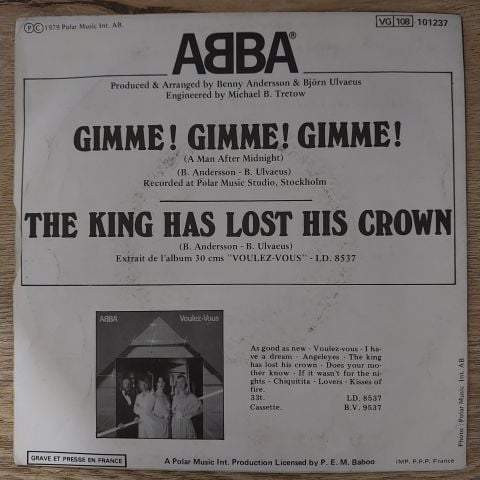 Ⓟ Ⓒ 1979 Polar Music Int. AB.
VG 108 101237
ABBA®
Produced & Arranged by Benny Andersson & Björn Ulvaeus
Engineered by Michael B. Tretow
GIMME! GIMME! GIMME!
(A Man After Midnight)
(B. Andersson - B. Ulvaeus)
Recorded at Polar Music Studio, Stockholm
THE KING HAS LOST HIS CROWN
(B. Andersson - B. Ulvaeus)
Extrait de l'album 30 cms "VOULEZ-VOUS" - LD. 8537
ABBA Voulez-Vous
As good as new - Voulez-vous - I ha-
ve a dream - Angeleyes - The king
has lost his crown - Does your mo-
ther know - If it wasn't for the ni-
ghts - Chiquitita - Lovers - Kisses of
fire.
33t. LD. 8537
Cassette. B.V. 9537
Photo : Polar Music Int. AB
GRAVE ET PRESSE EN FRANCE
A Polar Music Int. Production Licensed by P. E. M. Baboo
IMP. P.P.P. France